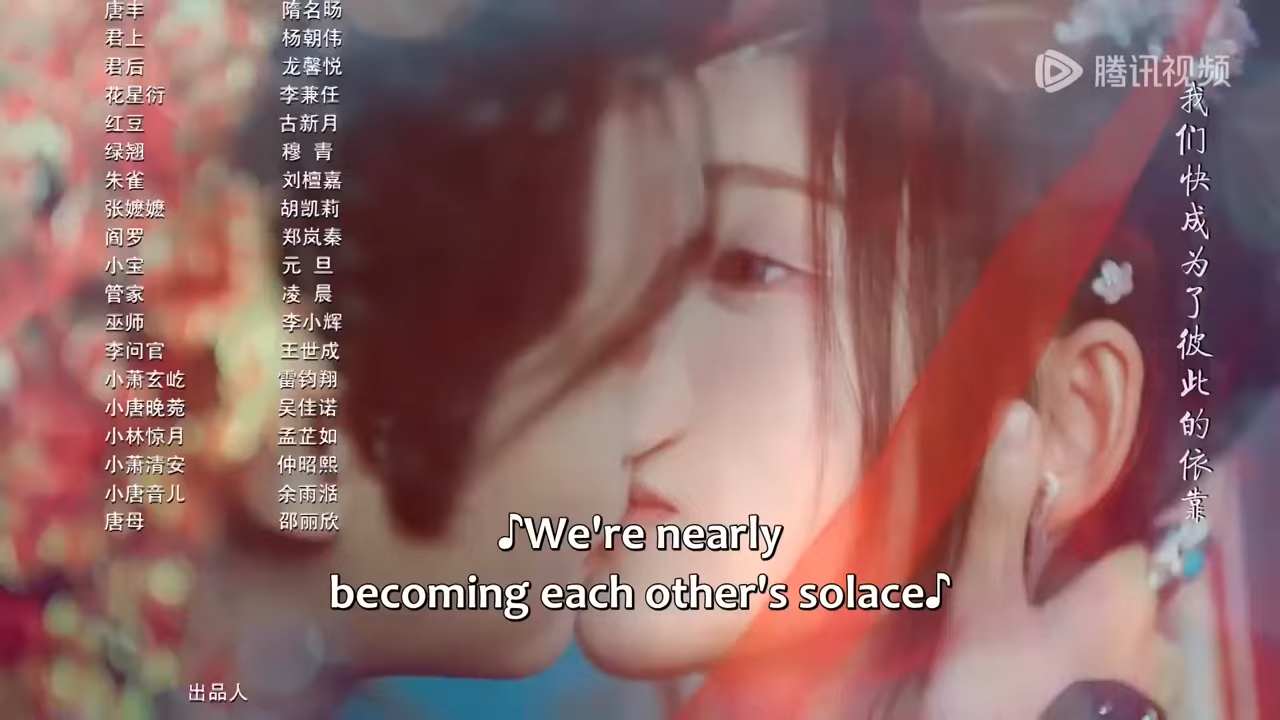 唐丰 隋名旸
君上 杨朝伟
君后 龙馨悦
花星衍 李兼任
红豆 古新月
绿翘 穆 青
朱雀 刘檀嘉
张嬷嬷 胡凯莉
阎罗 郑岚秦
小宝 元 旦
管家 凌 晨
巫师 李小辉
李问官 王世成
小萧玄屹 雷钧翔
小唐晚菀 吴佳诺
小林惊月 孟芷如
小萧清安 仲昭熙
小唐音儿 余雨湉
唐母 邵丽欣
出品人
腾讯视频
我们快成为了彼此的依靠
♪We're nearly
becoming each other's solace♪